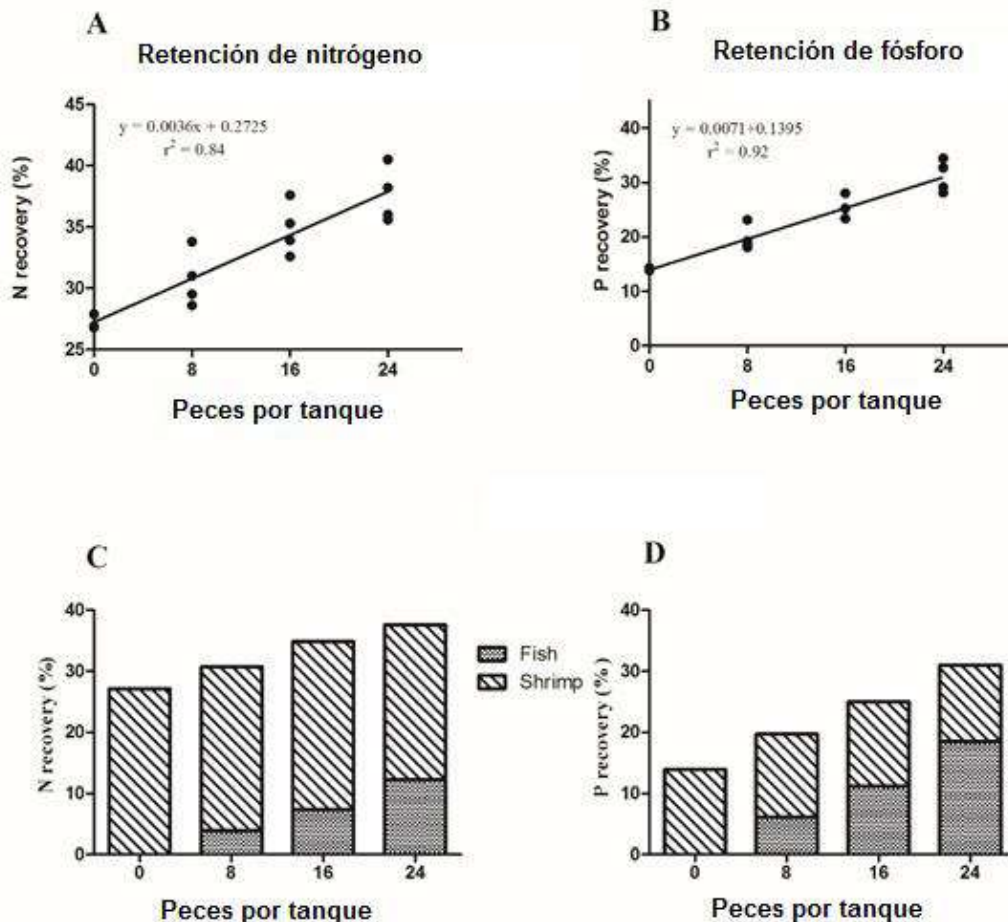 A
Retención de nitrógeno
y = 0.0036x + 0.2725
r² = 0.84
N recovery (%)
45
40
35
30
25
0 8 16 24
Peces por tanque
B
Retención de fósforo
y = 0.0071+0.1395
r² = 0.92
P recovery (%)
40
30
20
10
0
0 8 16 24
Peces por tanque
C
N recovery (%)
40
30
20
10
0
0 8 16 24
Peces por tanque
Fish
Shrimp
D
P recovery (% )
40
30
20
10
0
0 8 16 24
Peces por tanque